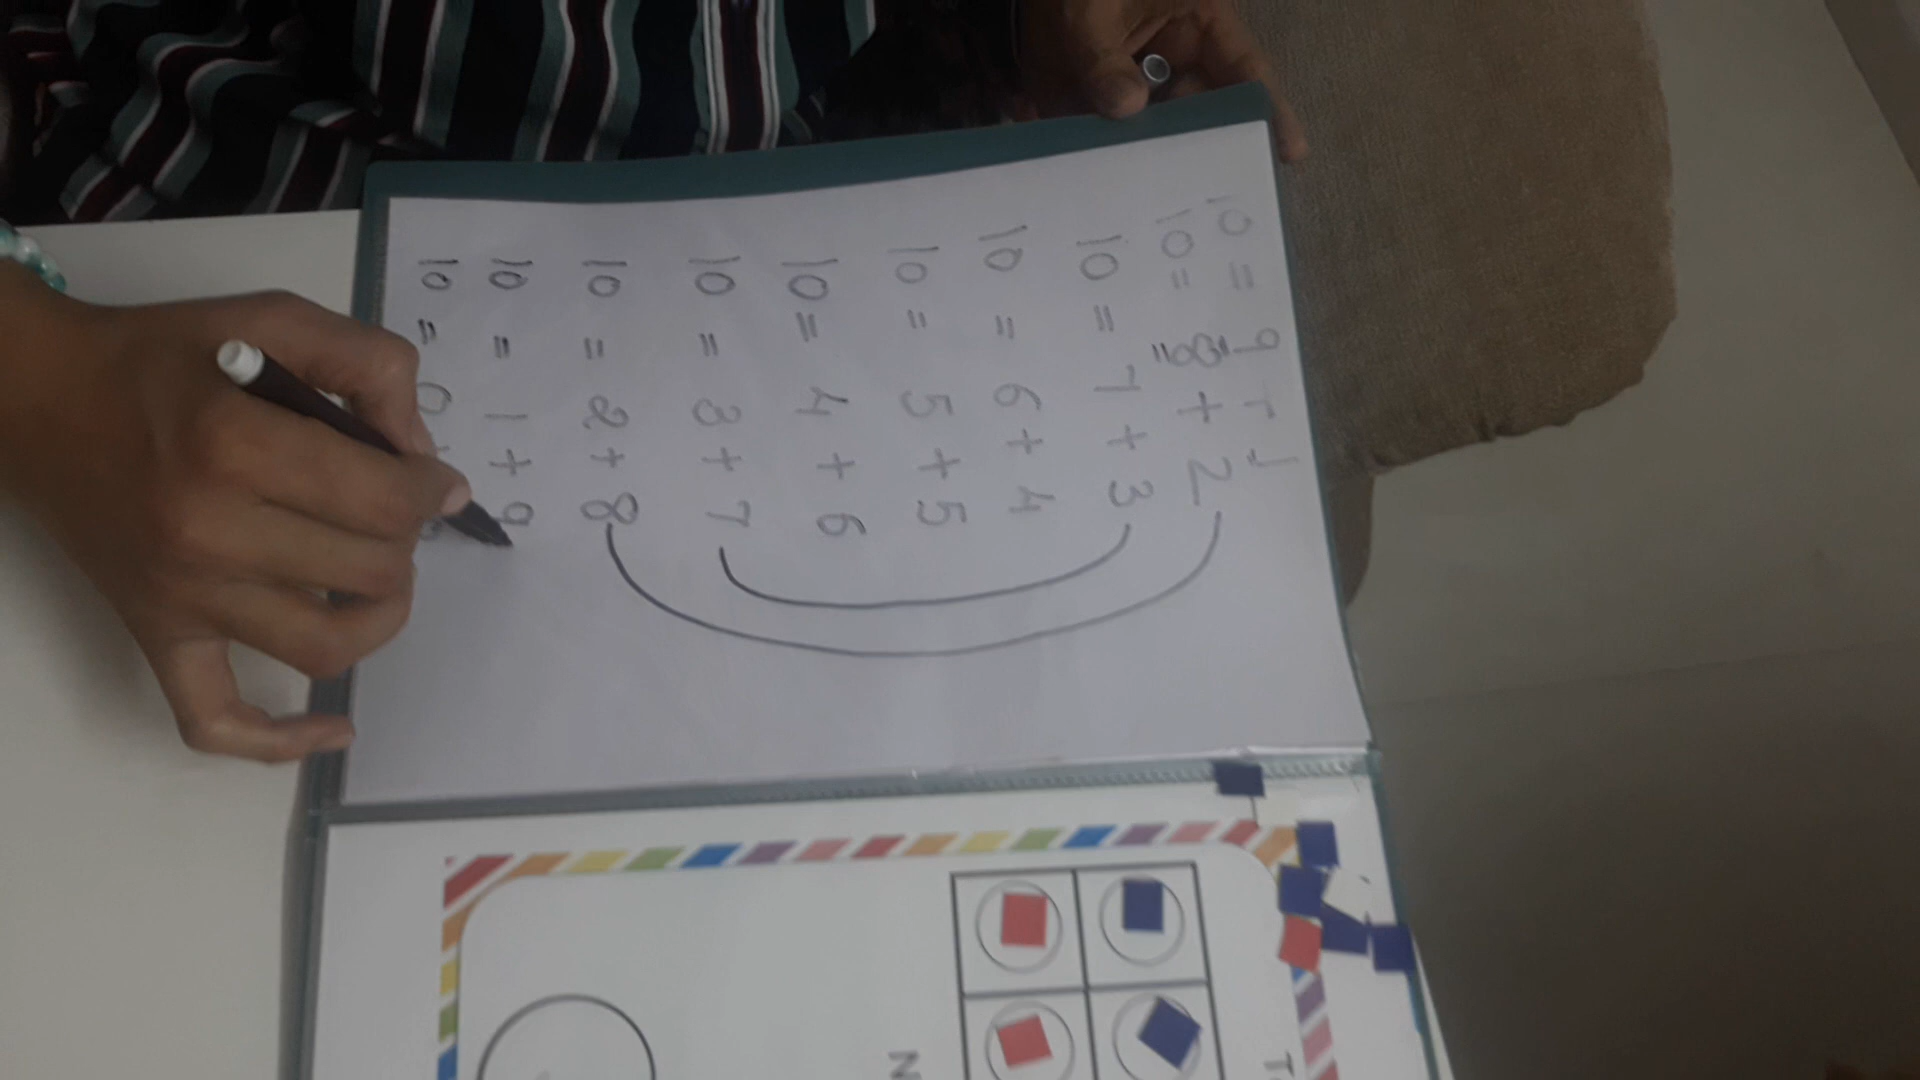 10 = 9 + 1
10 = 8 + 2
10 = 7 + 3
10 = 6 + 4
10 = 5 + 5
10 = 4 + 6
10 = 3 + 7
10 = 2 + 8
10 = 1 + 9
10 = 0 +